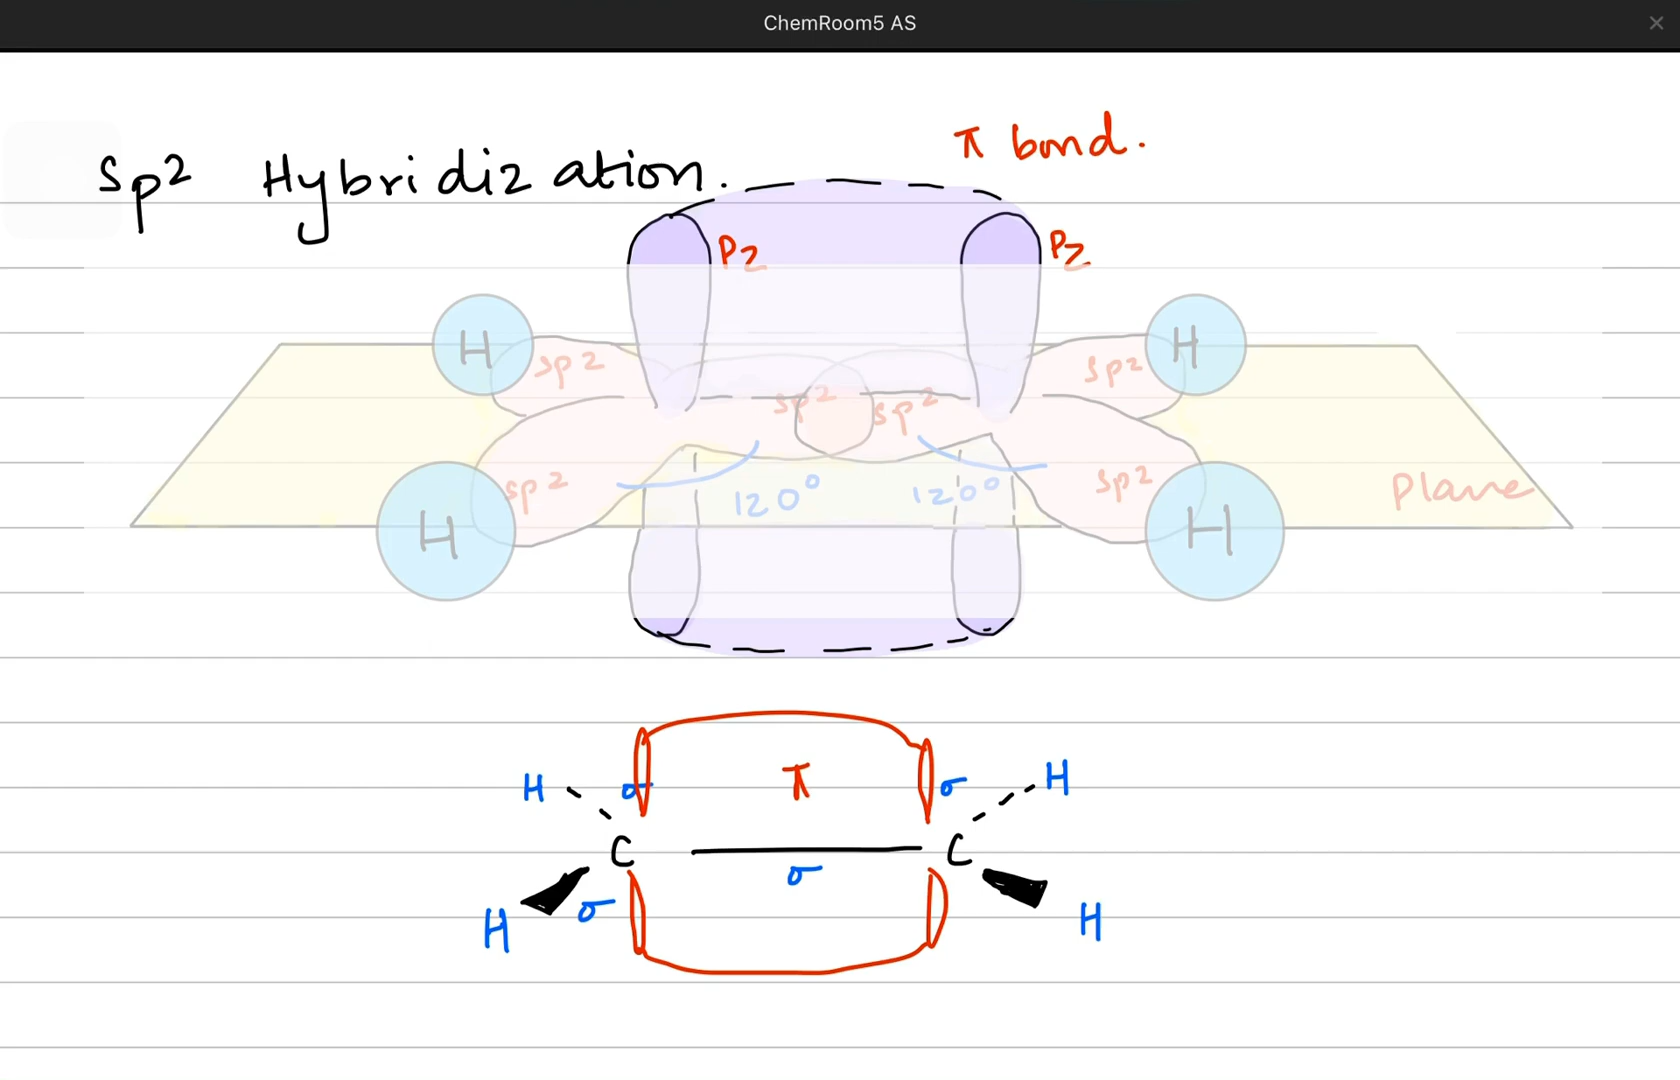 ChemRoom5 AS
π bond.
Sp² Hybridization.
Pz Pz
H sp² sp² H
sp² sp²
H sp² 120° 120° sp² H Plane
H σ π σ H
C C
σ
H σ H